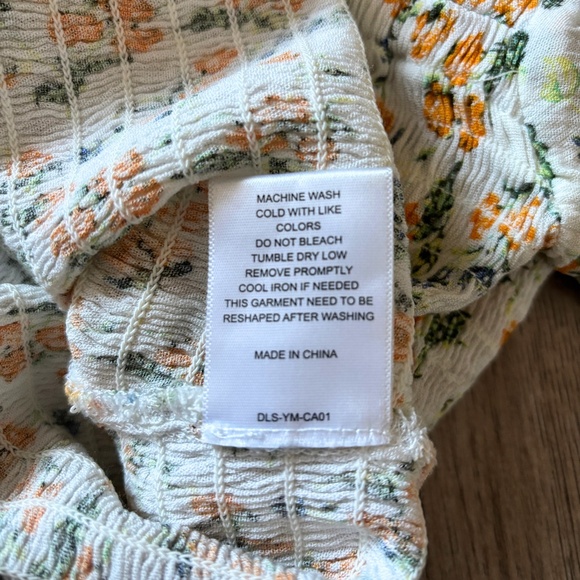 MACHINE WASH
COLD WITH LIKE
COLORS
DO NOT BLEACH
TUMBLE DRY LOW
REMOVE PROMPTLY
COOL IRON IF NEEDED
THIS GARMENT NEED TO BE
RESHAPED AFTER WASHING
MADE IN CHINA
DLS-YM-CA01